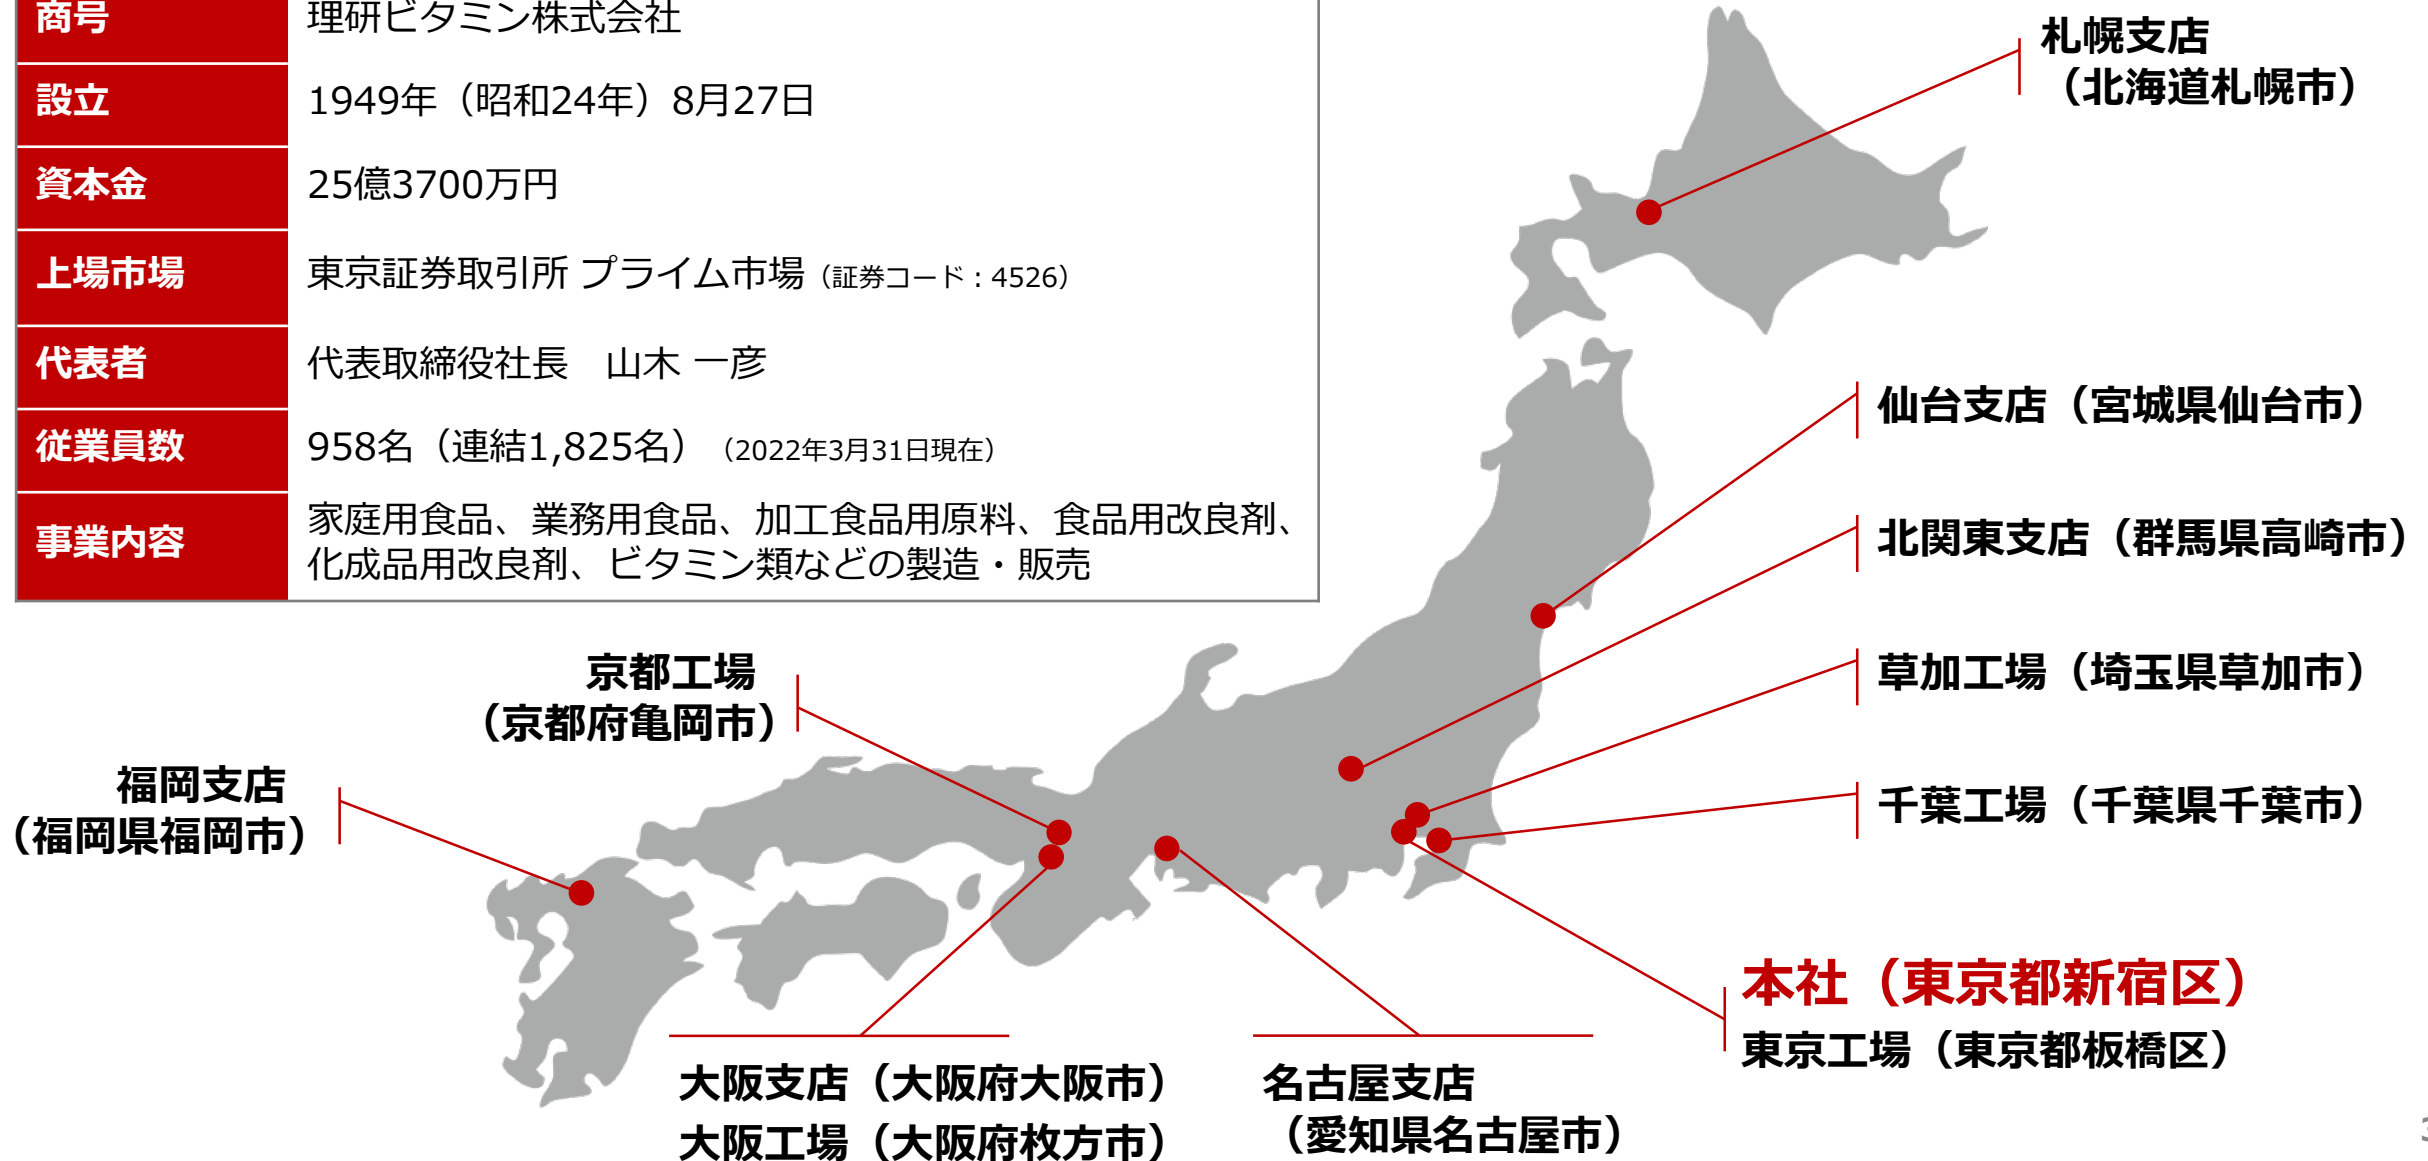 商号 理研ビタミン株式会社
設立 1949年（昭和24年）8月27日
資本金 25億3700万円
上場市場 東京証券取引所 プライム市場（証券コード：4526）
代表者 代表取締役社長　山木 一彦
従業員数 958名（連結1,825名）（2022年3月31日現在）
事業内容 家庭用食品、業務用食品、加工食品用原料、食品用改良剤、
化成品用改良剤、ビタミン類などの製造・販売
札幌支店
（北海道札幌市）
仙台支店（宮城県仙台市）
北関東支店（群馬県高崎市）
草加工場（埼玉県草加市）
千葉工場（千葉県千葉市）
本社（東京都新宿区）
東京工場（東京都板橋区）
京都工場
（京都府亀岡市）
福岡支店
（福岡県福岡市）
大阪支店（大阪府大阪市）
大阪工場（大阪府枚方市）
名古屋支店
（愛知県名古屋市）